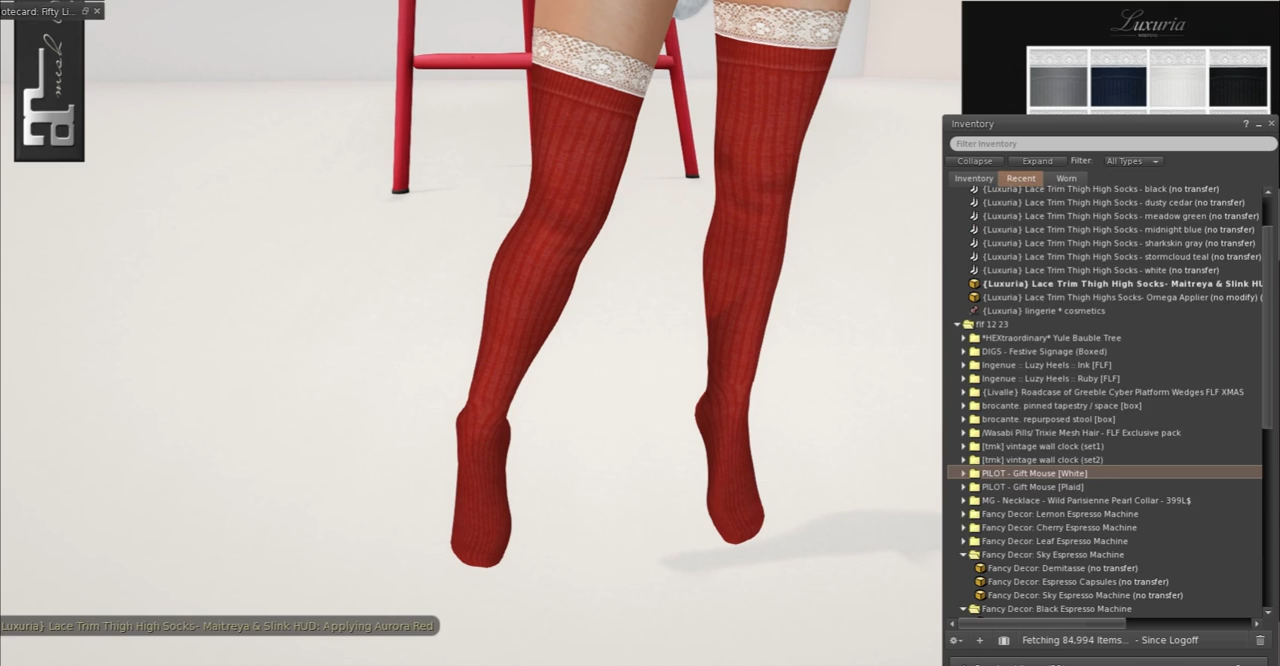 otecard: Fifty Li...
at mesh
Luxuria
Inventory
Filter Inventory
Collapse
Expand
Filter:
All Types
Inventory
Recent
Worn
{Luxuria} Lace Trim Thigh High Socks - black (no transfer)
{Luxuria} Lace Trim Thigh High Socks - dusty cedar (no transfer)
{Luxuria} Lace Trim Thigh High Socks - meadow green (no transfer)
{Luxuria} Lace Trim Thigh High Socks - midnight blue (no transfer)
{Luxuria} Lace Trim Thigh High Socks - sharkskin gray (no transfer)
{Luxuria} Lace Trim Thigh High Socks - stormcloud teal (no transfer)
{Luxuria} Lace Trim Thigh High Socks - white (no transfer)
{Luxuria} Lace Trim Thigh High Socks- Maitreya & Slink HU
{Luxuria} Lace Trim Thigh Highs Socks- Omega Applier (no modify) (
{Luxuria} lingerie * cosmetics
flf 12 23
*HEXtraordinary* Yule Bauble Tree
DIGS - Festive Signage (Boxed)
Ingenue :: Luzy Heels :: Ink [FLF]
Ingenue :: Luzy Heels :: Ruby [FLF]
{Livalle} Roadcase of Greeble Cyber Platform Wedges FLF XMAS
brocante. pinned tapestry / space [box]
brocante. repurposed stool [box]
/Wasabi Pills/ Trixie Mesh Hair - FLF Exclusive pack
[tmk] vintage wall clock (set1)
[tmk] vintage wall clock (set2)
PILOT - Gift Mouse [White]
PILOT - Gift Mouse [Plaid]
MG - Necklace - Wild Parisienne Pearl Collar - 399L$
Fancy Decor: Lemon Espresso Machine
Fancy Decor: Cherry Espresso Machine
Fancy Decor: Leaf Espresso Machine
Fancy Decor: Sky Espresso Machine
Fancy Decor: Demitasse (no transfer)
Fancy Decor: Espresso Capsules (no transfer)
Fancy Decor: Sky Espresso Machine (no transfer)
Fancy Decor: Black Espresso Machine
Fetching 84,994 Items... - Since Logoff
Luxuria} Lace Trim Thigh High Socks- Maitreya & Slink HUD: Applying Aurora Red